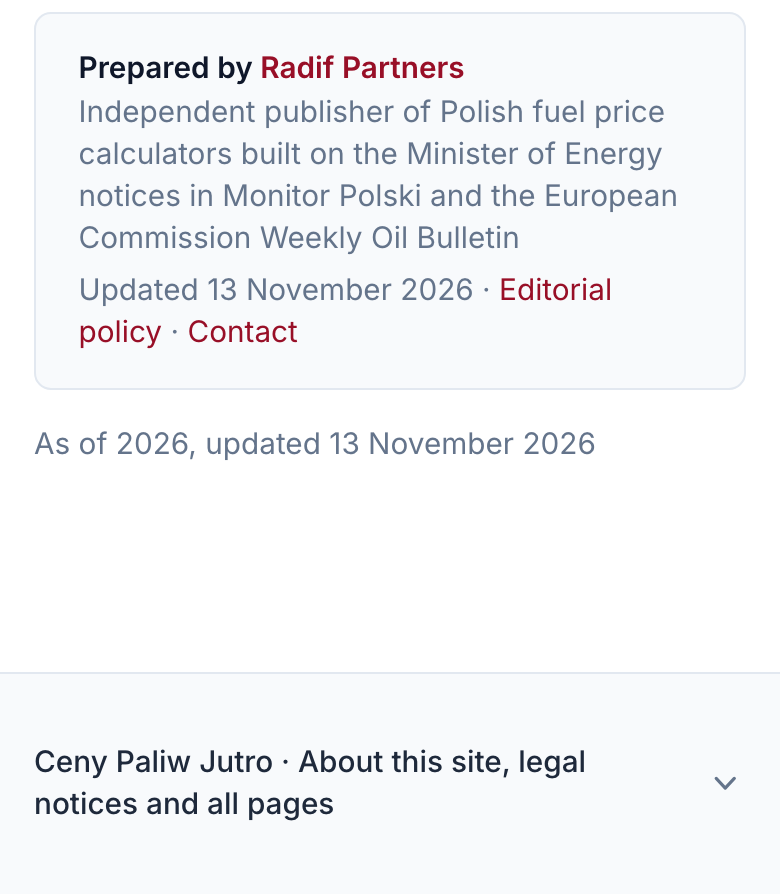 Prepared by Radif Partners
Independent publisher of Polish fuel price
calculators built on the Minister of Energy
notices in Monitor Polski and the European
Commission Weekly Oil Bulletin
Updated 13 November 2026 · Editorial
policy · Contact
As of 2026, updated 13 November 2026
Ceny Paliw Jutro · About this site, legal
notices and all pages